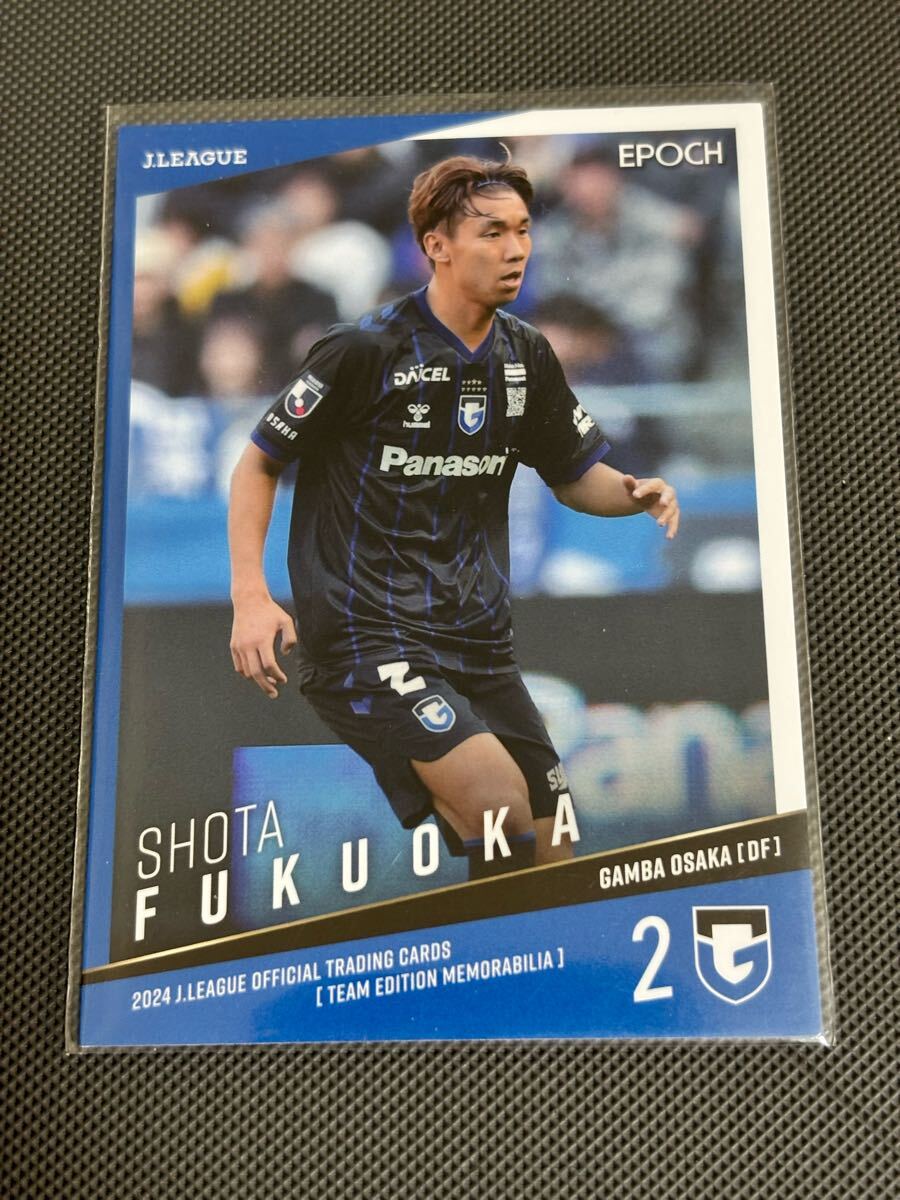 J.LEAGUE
EPOCH
DAICEL
hummel
Panasonic
OSAKA
2
SHOTA
FUKUOKA
GAMBA OSAKA [DF]
2024 J.LEAGUE OFFICIAL TRADING CARDS
[TEAM EDITION MEMORABILIA]
2